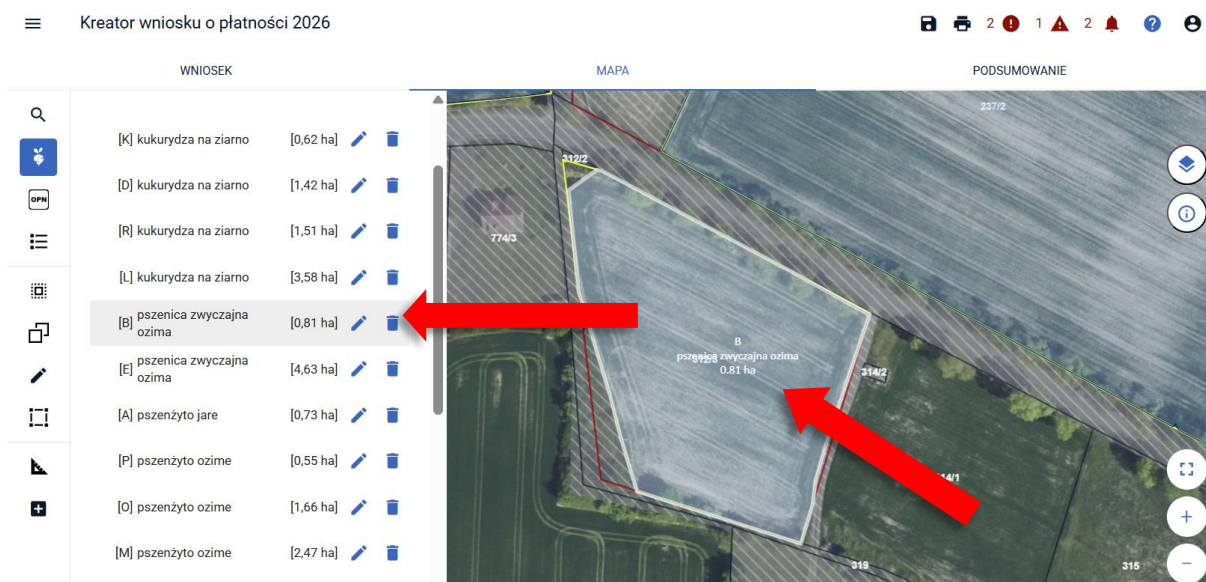 Kreator wniosku o płatności 2026
2
1
2
WNIOSEK
MAPA
PODSUMOWANIE
OPN
[K] kukurydza na ziarno [0,62 ha]
[D] kukurydza na ziarno [1,42 ha]
[R] kukurydza na ziarno [1,51 ha]
[L] kukurydza na ziarno [3,58 ha]
[B] pszenica zwyczajna ozima [0,81 ha]
[E] pszenica zwyczajna ozima [4,63 ha]
[A] pszenżyto jare [0,73 ha]
[P] pszenżyto ozime [0,55 ha]
[O] pszenżyto ozime [1,66 ha]
[M] pszenżyto ozime [2,47 ha]
237/2
312/2
774/3
B
pszenica zwyczajna ozima
312/3
0.81 ha
314/2
14/1
319
315